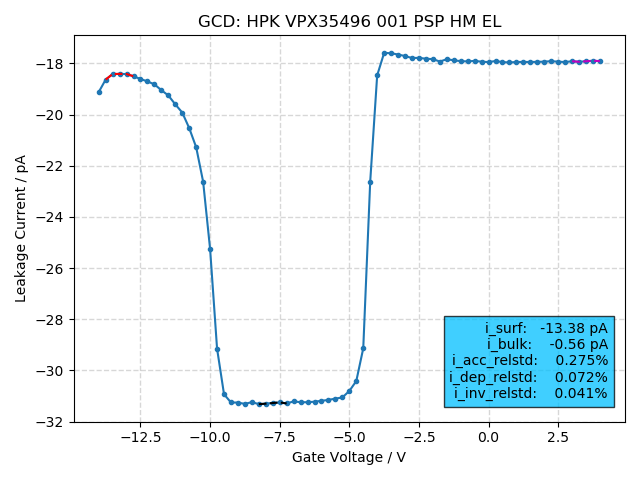 GCD: HPK VPX35496 001 PSP HM EL
Leakage Current / pA
−18
−20
−22
−24
−26
−28
−30
−32
i_surf: -13.38 pA
i_bulk: -0.56 pA
i_acc_relstd: 0.275%
i_dep_relstd: 0.072%
i_inv_relstd: 0.041%
−12.5 −10.0 −7.5 −5.0 −2.5 0.0 2.5
Gate Voltage / V